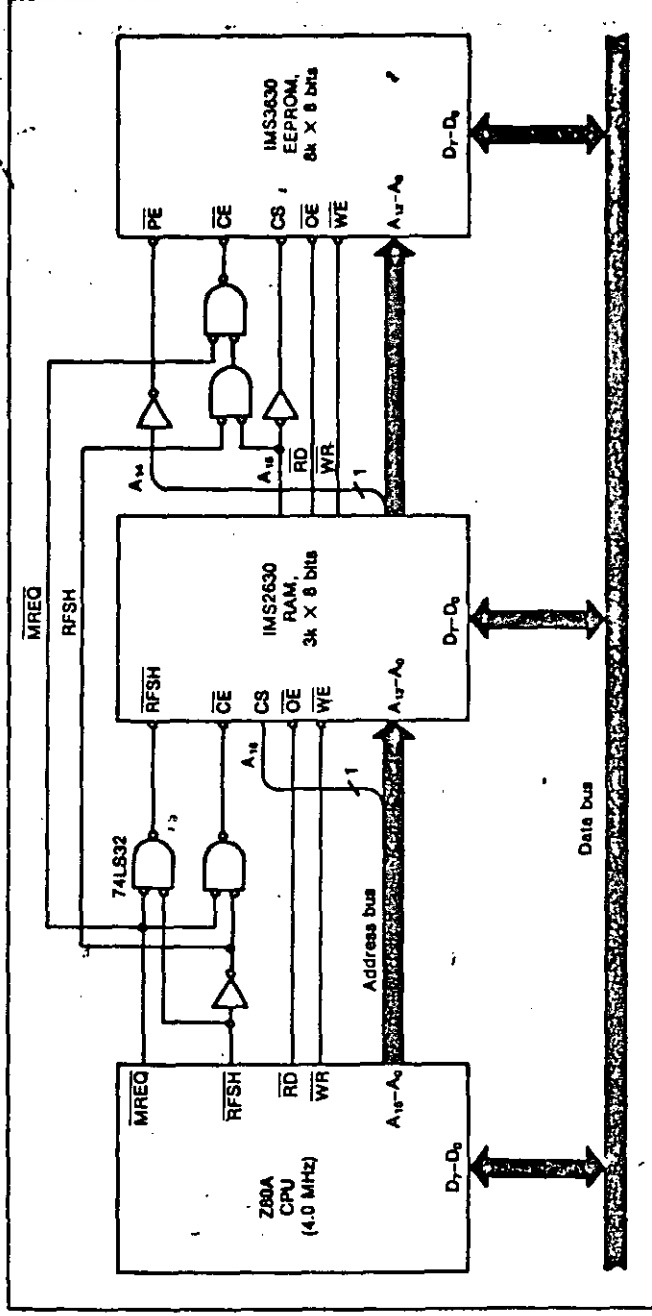 MREQ
RFSH
74LS32
Z80A
CPU
(4.0 MHz)
MREQ
RFSH
RD
WR
A15–A0
D7–D0
Address bus
A15
1
RFSH
CE
CS
OE
WE
A12–A0
D7–D0
IMS2630
RAM,
8k X 8 bits
A14
A15
RD
WR
1
PE
CE
CS
OE
WE
A12–A0
D7–D0
IMS3630
EEPROM,
8k X 8 bits
Data bus